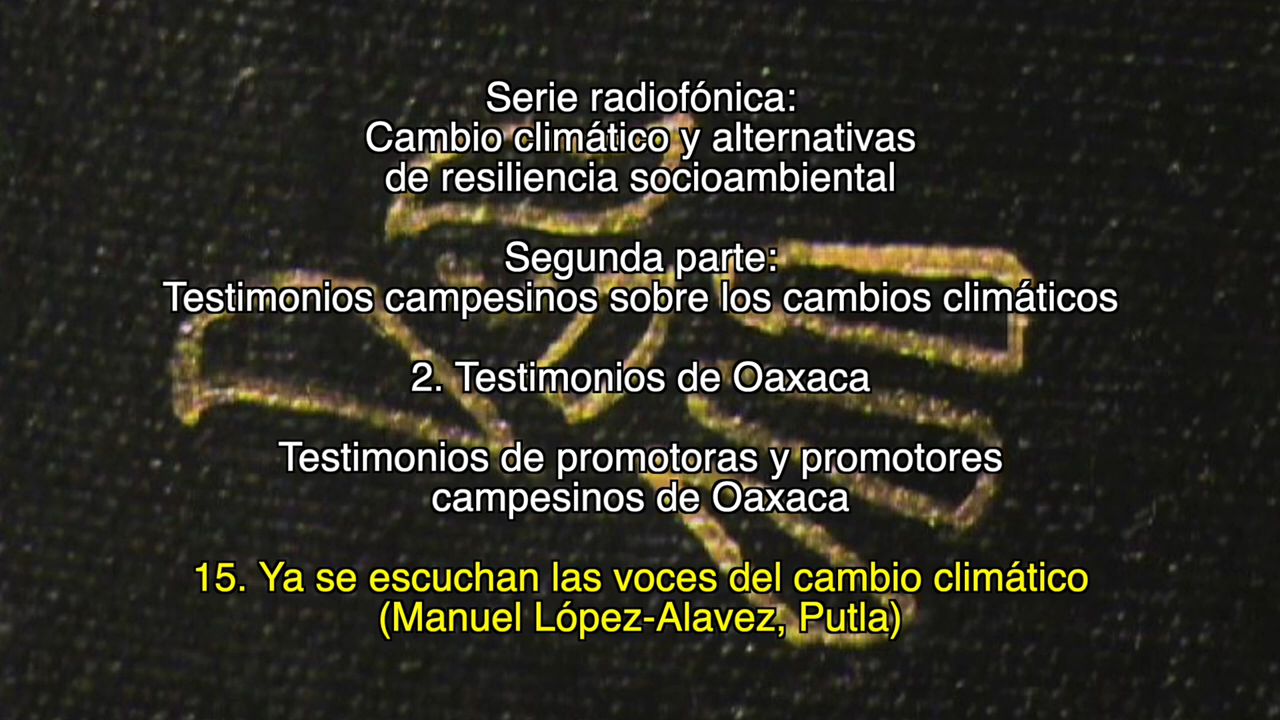 Serie radiofónica:
Cambio climático y alternativas
de resiliencia socioambiental
Segunda parte:
Testimonios campesinos sobre los cambios climáticos
2. Testimonios de Oaxaca
Testimonios de promotoras y promotores
campesinos de Oaxaca
15. Ya se escuchan las voces del cambio climático
(Manuel López-Alavez, Putla)